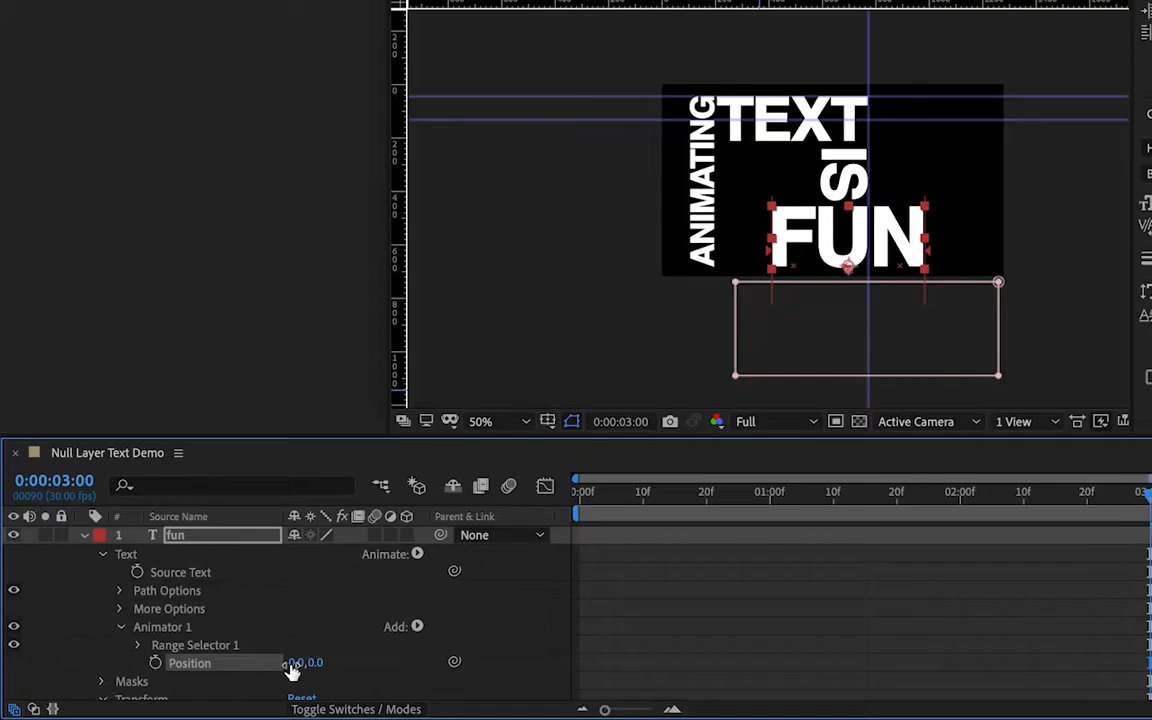 ANIMATING
TEXT
IS
FUN
50%
0:00:03:00
Full
Active Camera
1 View
Null Layer Text Demo
0:00:03:00
00090 (30.00 fps)
:00f
10f
20f
01:00f
10f
20f
02:00f
10f
20f
03
#
Source Name
Parent & Link
1
T
fun
None
Text
Animate:
Source Text
Path Options
More Options
Animator 1
Add:
Range Selector 1
Position
0.0,0.0
Masks
Transform
Reset
Toggle Switches / Modes